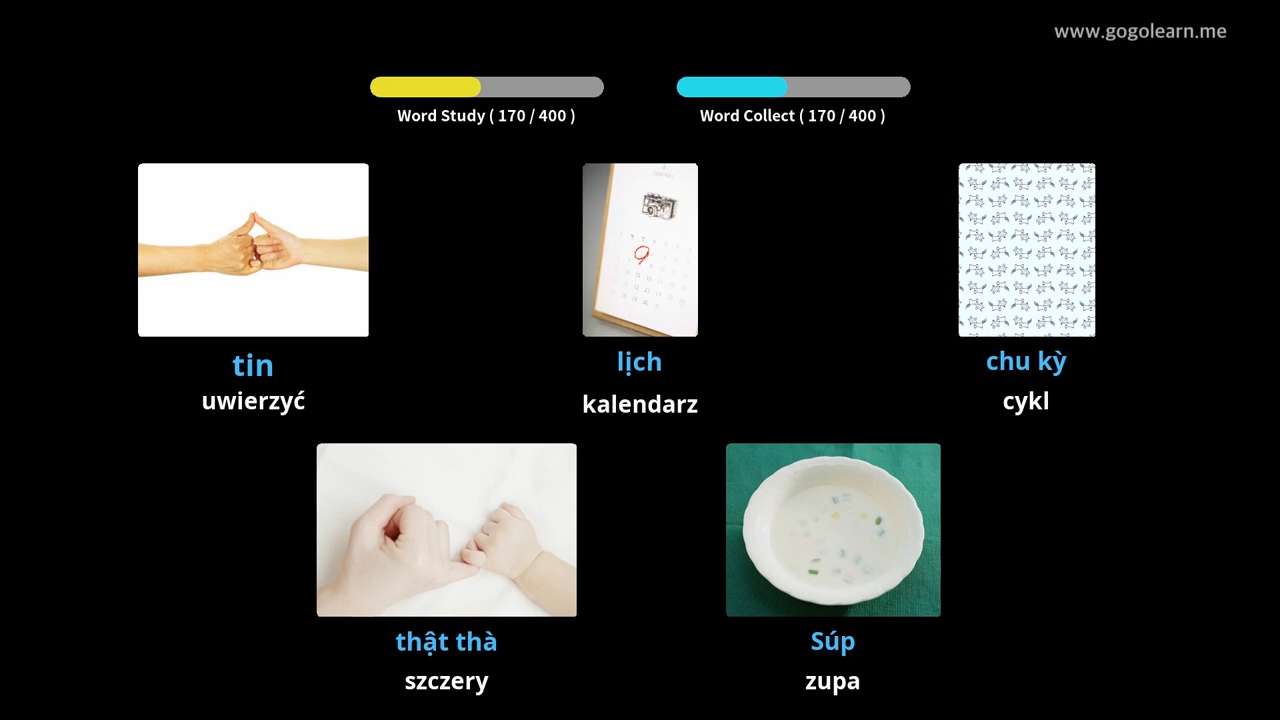 www.gogolearn.me
Word Study ( 170 / 400 )
Word Collect ( 170 / 400 )
tin
uwierzyć
lịch
kalendarz
chu kỳ
cykl
thật thà
szczery
Súp
zupa